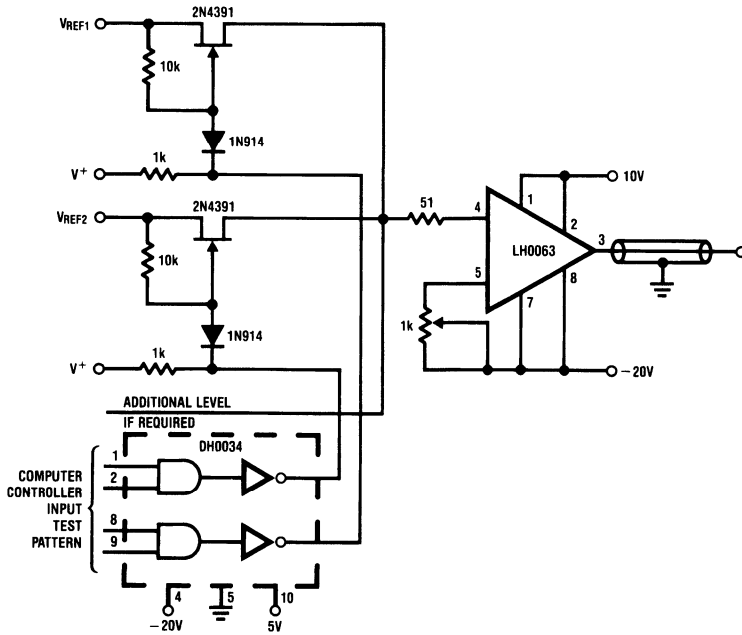 2N4391
VREF1
10k
1N914
1k
V+
2N4391
VREF2
10k
1N914
1k
V+
51
4
5
1k
LH0063
1
2
3
7
8
10V
−20V
ADDITIONAL LEVEL
IF REQUIRED
DH0034
COMPUTER
CONTROLLER
INPUT
TEST
PATTERN
1
2
8
9
4
5
10
−20V
5V